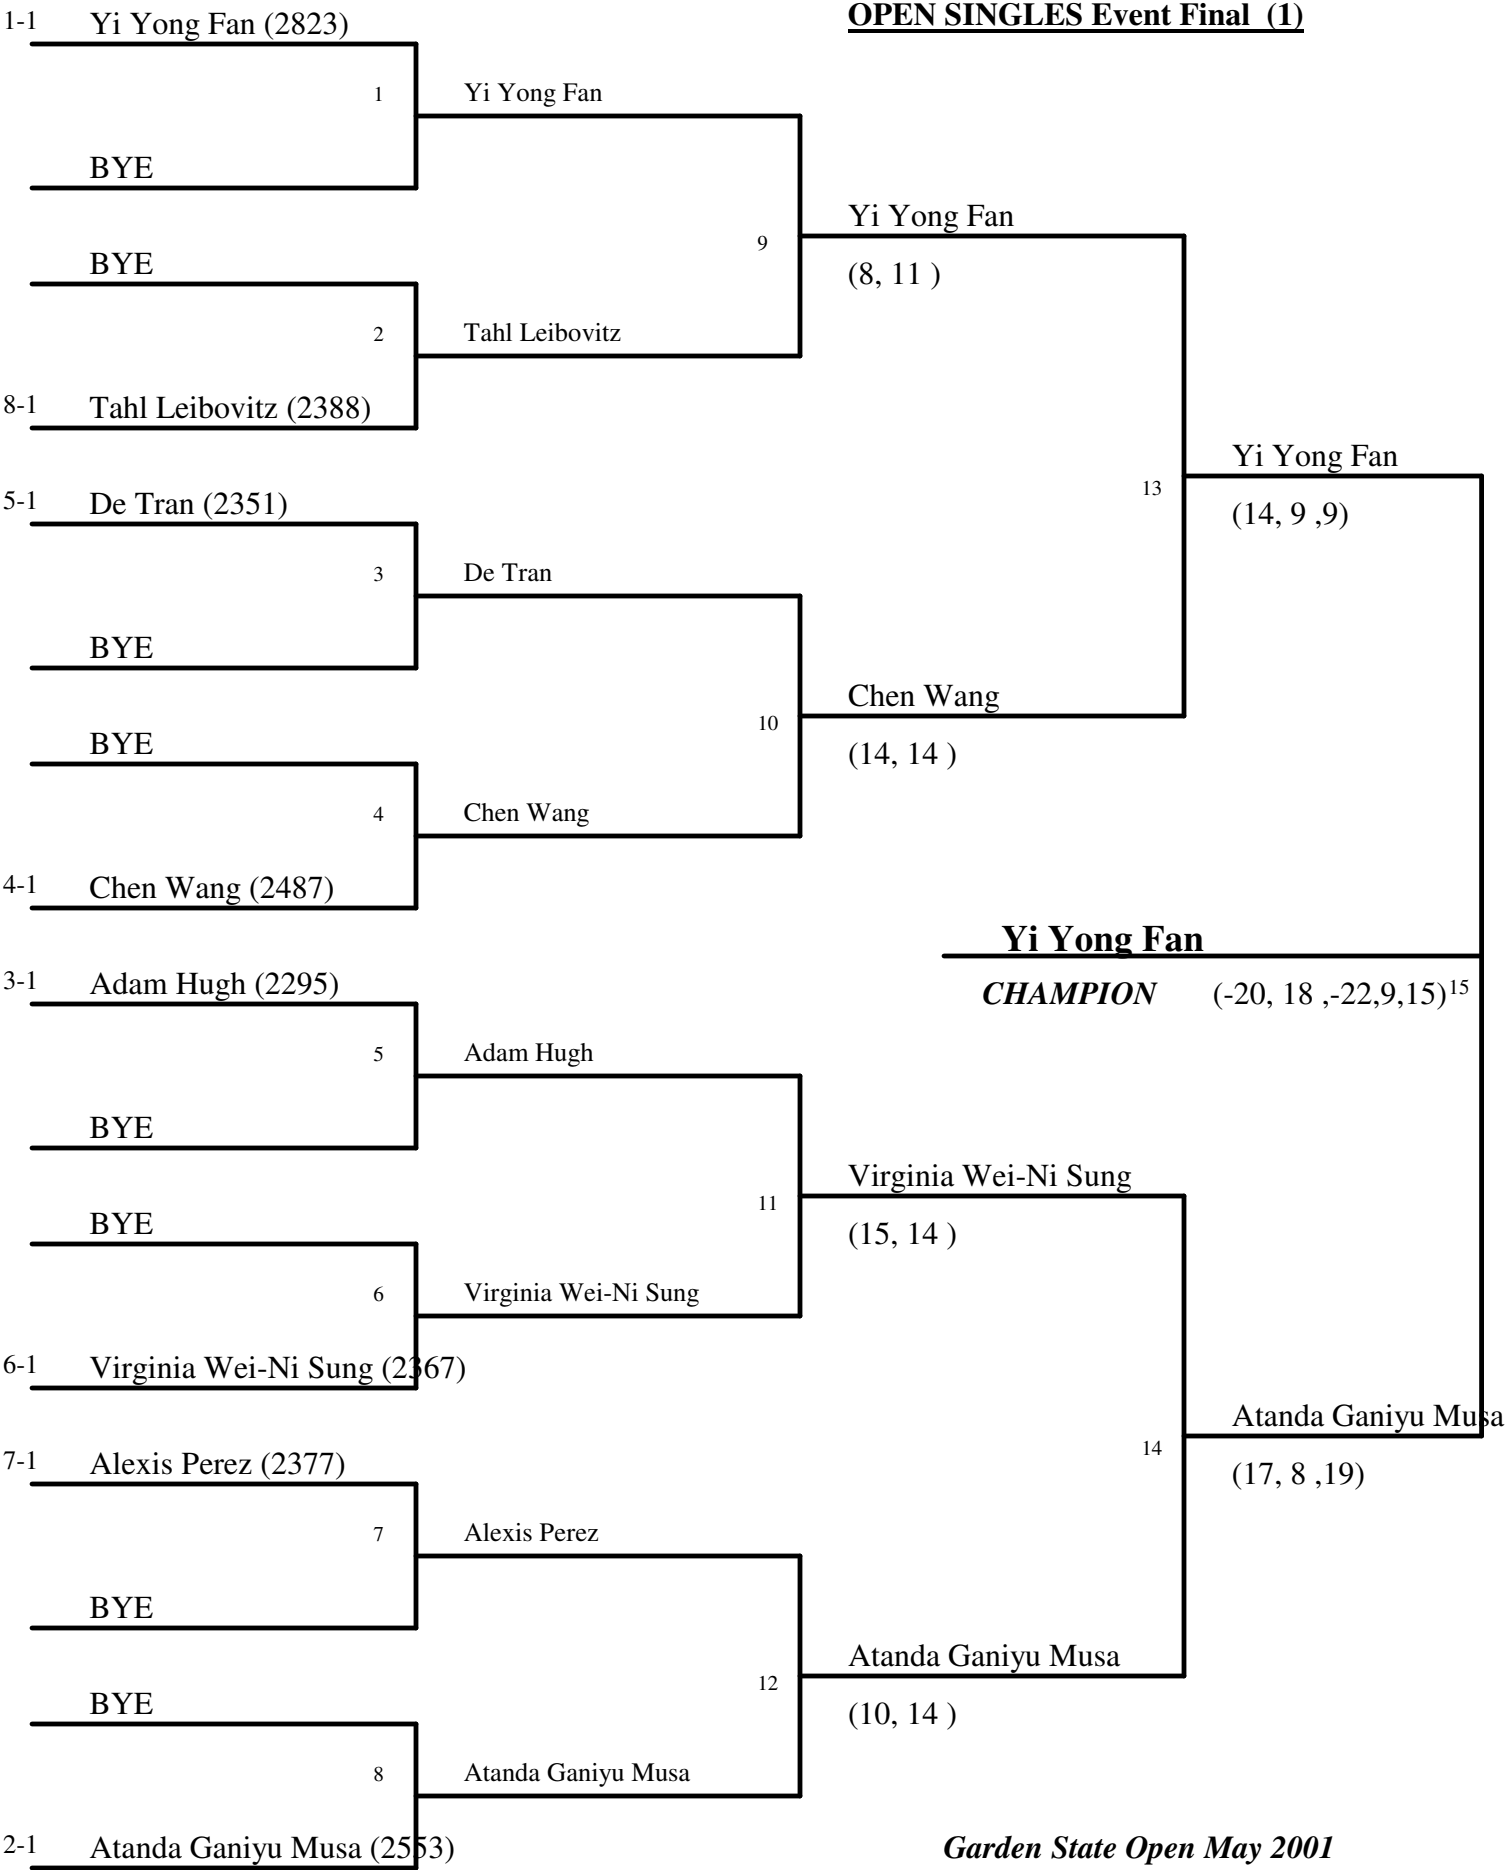 OPEN SINGLES Event Final (1)
1-1 Yi Yong Fan (2823)
1 Yi Yong Fan
BYE
9 Yi Yong Fan
(8, 11 )
BYE
2 Tahl Leibovitz
8-1 Tahl Leibovitz (2388)
13 Yi Yong Fan
(14, 9 ,9)
5-1 De Tran (2351)
3 De Tran
BYE
10 Chen Wang
(14, 14 )
BYE
4 Chen Wang
4-1 Chen Wang (2487)
Yi Yong Fan
CHAMPION (-20, 18 ,-22,9,15) 15
3-1 Adam Hugh (2295)
5 Adam Hugh
BYE
11 Virginia Wei-Ni Sung
(15, 14 )
BYE
6 Virginia Wei-Ni Sung
6-1 Virginia Wei-Ni Sung (2367)
14 Atanda Ganiyu Musa
(17, 8 ,19)
7-1 Alexis Perez (2377)
7 Alexis Perez
BYE
12 Atanda Ganiyu Musa
(10, 14 )
BYE
8 Atanda Ganiyu Musa
2-1 Atanda Ganiyu Musa (2553)
Garden State Open May 2001